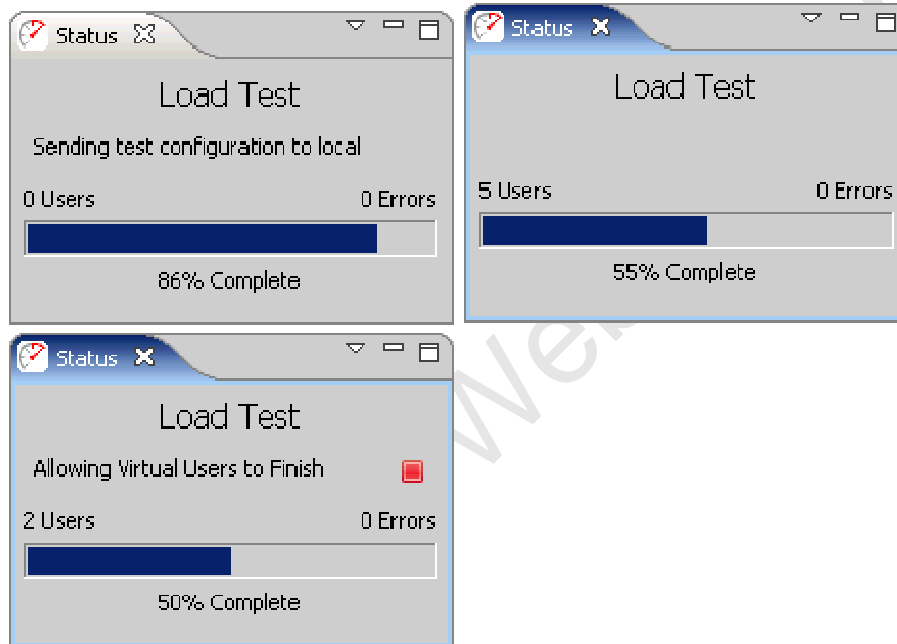 Status
Load Test
Sending test configuration to local
0 Users 0 Errors
86% Complete
Status
Load Test
5 Users 0 Errors
55% Complete
Status
Load Test
Allowing Virtual Users to Finish
2 Users 0 Errors
50% Complete
Web